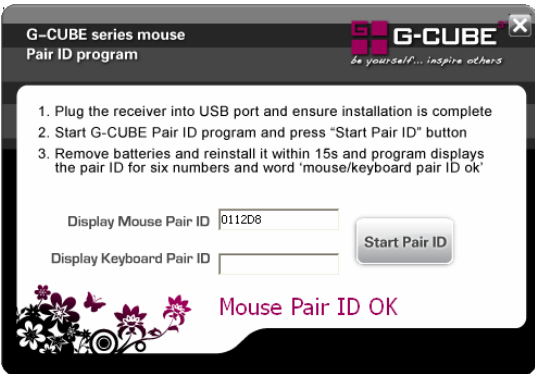 G-CUBE series mouse
Pair ID program
G-CUBE
be yourself... inspire others
1. Plug the receiver into USB port and ensure installation is complete
2. Start G-CUBE Pair ID program and press “Start Pair ID” button
3. Remove batteries and reinstall it within 15s and program displays
the pair ID for six numbers and word ‘mouse/keyboard pair ID ok’
Display Mouse Pair ID 0112D8
Start Pair ID
Display Keyboard Pair ID
Mouse Pair ID OK